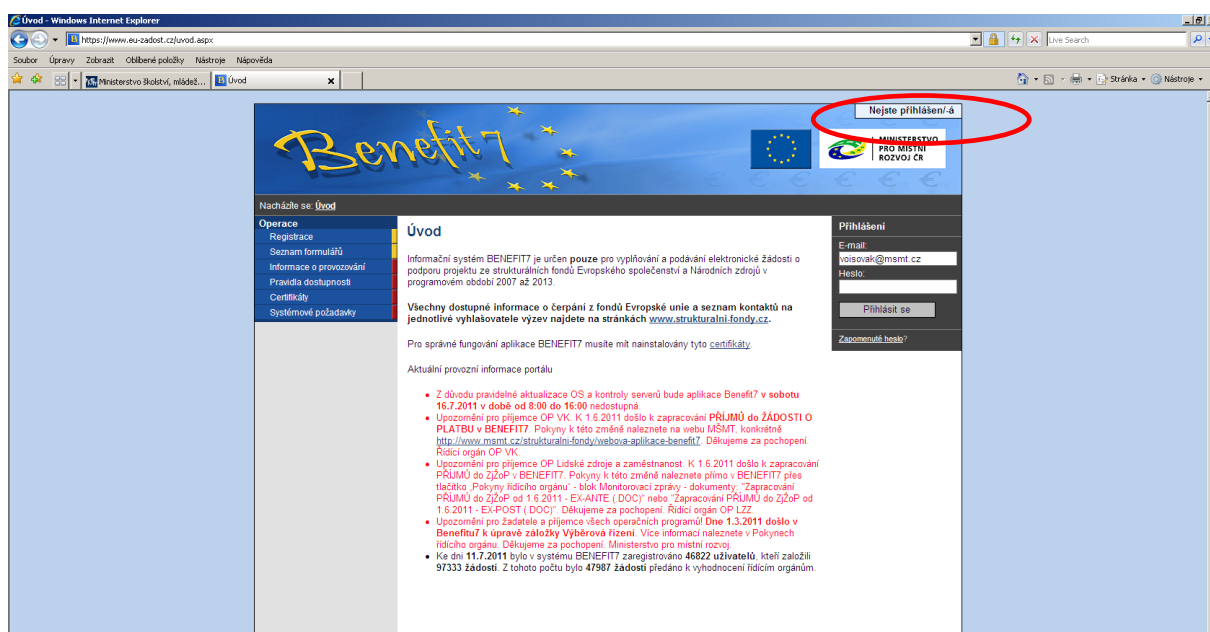 Úvod - Windows Internet Explorer
https://www.eu-zadost.cz/uvod.aspx
Live Search
Soubor Úpravy Zobrazit Oblíbené položky Nástroje Nápověda
Ministerstvo školství, mládež... Úvod
Stránka Nástroje
Nejste přihlášen/-á
Benefit7
MINISTERSTVO
PRO MÍSTNÍ
ROZVOJ ČR
Nacházíte se: Úvod
Operace
Registrace
Seznam formulářů
Informace o provozování
Pravidla dostupnosti
Certifikáty
Systémové požadavky
Úvod
Informační systém BENEFIT7 je určen pouze pro vyplňování a podávání elektronické žádosti o
podporu projektu ze strukturálních fondů Evropského společenství a Národních zdrojů v
programovém období 2007 až 2013.
Všechny dostupné informace o čerpání z fondů Evropské unie a seznam kontaktů na
jednotlivé vyhlašovatele výzev najdete na stránkách www.strukturalni-fondy.cz.
Pro správné fungování aplikace BENEFIT7 musíte mít nainstalovány tyto certifikáty.
Aktuální provozní informace portálu
• Z důvodu pravidelné aktualizace OS a kontroly serverů bude aplikace Benefit7 v sobotu
16.7.2011 v době od 8:00 do 16:00 nedostupná.
• Upozornění pro příjemce OP VK. K 1.6.2011 došlo k zapracování PŘÍJMŮ do ŽÁDOSTI O
PLATBU v BENEFIT7. Pokyny k této změně naleznete na webu MŠMT, konkrétně
http://www.msmt.cz/strukturalni-fondy/webova-aplikace-benefit7. Děkujeme za pochopení.
Řídící orgán OP VK.
• Upozornění pro příjemce OP Lidské zdroje a zaměstnanost. K 1.6.2011 došlo k zapracování
PŘÍJMŮ do ZjŽoP v BENEFIT7. Pokyny k této změně naleznete přímo v BENEFIT7 přes
tlačítko „Pokyny řídícího orgánu" - blok Monitorovací zprávy - dokumenty: "Zapracování
PŘÍJMŮ do ZjŽoP od 1.6.2011 - EX-ANTE (.DOC)" nebo "Zapracování PŘÍJMŮ do ZjŽoP od
1.6.2011 - EX-POST (.DOC)". Děkujeme za pochopení. Řídící orgán OP LZZ.
• Upozornění pro žadatele a příjemce všech operačních programů! Dne 1.3.2011 došlo v
Benefitu7 k úpravě záložky Výběrová řízení. Více informací naleznete v Pokynech
řídícího orgánu. Děkujeme za pochopení. Ministerstvo pro místní rozvoj.
• Ke dni 11.7.2011 bylo v systému BENEFIT7 zaregistrováno 46822 uživatelů, kteří založili
97333 žádostí. Z tohoto počtu bylo 47987 žádostí předáno k vyhodnocení řídícím orgánům.
Přihlášení
E-mail:
voisovak@msmt.cz
Heslo:
Přihlásit se
Zapomenuté heslo?